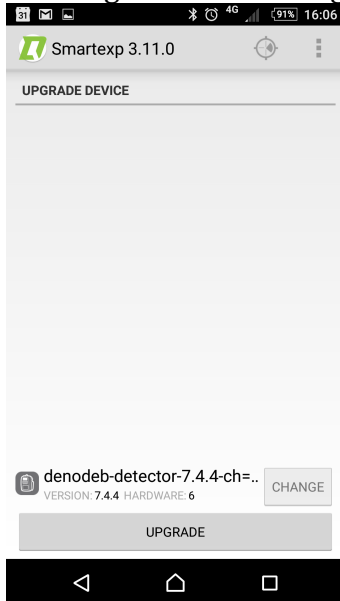 31 4G 91% 16:06
Smartexp 3.11.0
UPGRADE DEVICE
denodeb-detector-7.4.4-ch=..
VERSION: 7.4.4 HARDWARE: 6
CHANGE
UPGRADE